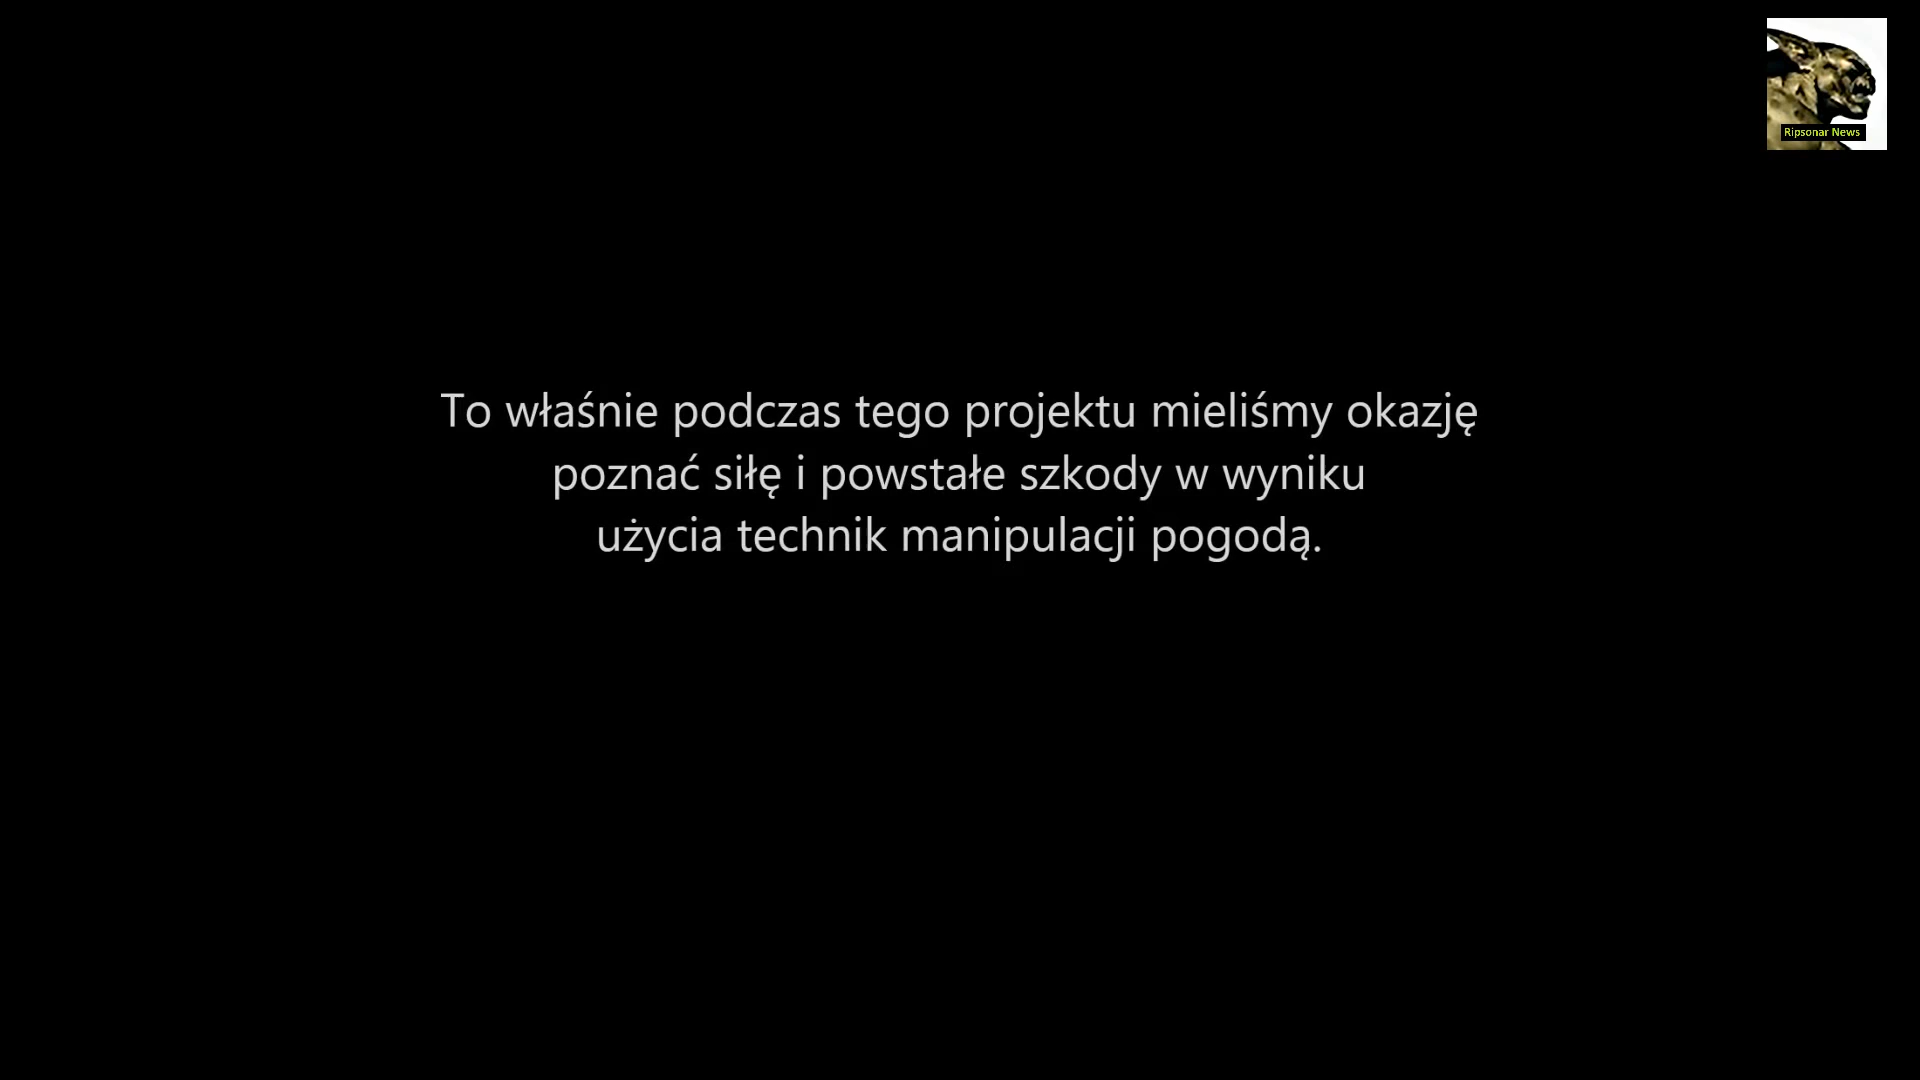 Ripsonar News
To właśnie podczas tego projektu mieliśmy okazję
poznać siłę i powstałe szkody w wyniku
użycia technik manipulacji pogodą.